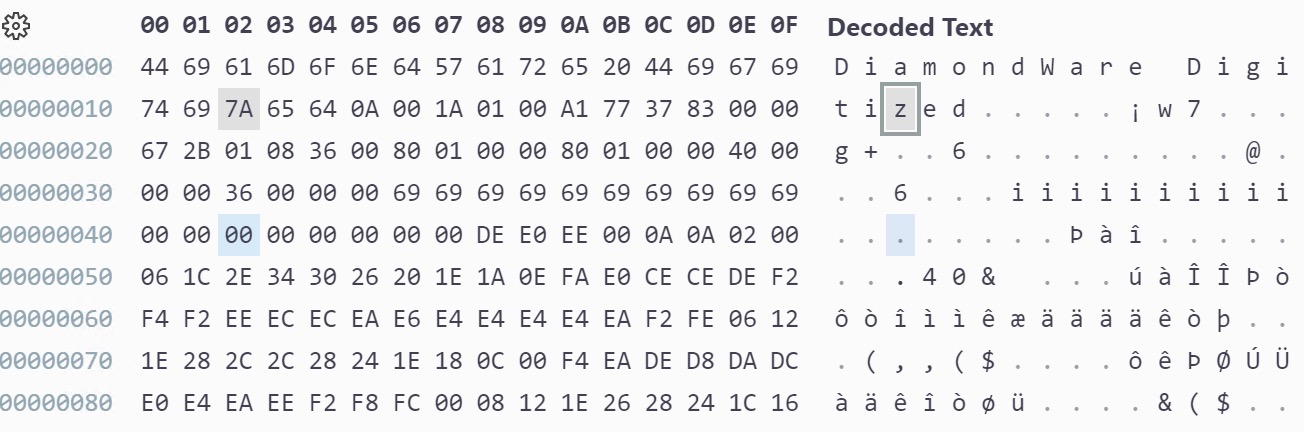 00 01 02 03 04 05 06 07 08 09 0A 0B 0C 0D 0E 0F Decoded Text
00000000 44 69 61 6D 6F 6E 64 57 61 72 65 20 44 69 67 69 D i a m o n d W a r e   D i g i
00000010 74 69 7A 65 64 0A 00 1A 01 00 A1 77 37 83 00 00 t i z e d . . . . . ¡ w 7 . . .
00000020 67 2B 01 08 36 00 80 01 00 00 80 01 00 00 40 00 g + . . 6 . . . . . . . . . @ .
00000030 00 00 36 00 00 00 69 69 69 69 69 69 69 69 69 69 . . 6 . . . i i i i i i i i i i
00000040 00 00 00 00 00 00 00 00 DE E0 EE 00 0A 0A 02 00 . . . . . . . . Þ à î . . . . .
00000050 06 1C 2E 34 30 26 20 1E 1A 0E FA E0 CE CE DE F2 . . . 4 0 &   . . . ú à Î Î Þ ò
00000060 F4 F2 EE EC EC EA E6 E4 E4 E4 E4 EA F2 FE 06 12 ô ò î ì ì ê æ ä ä ä ä ê ò þ . .
00000070 1E 28 2C 2C 28 24 1E 18 0C 00 F4 EA DE D8 DA DC . ( , , ( $ . . . . ô ê Þ Ø Ú Ü
00000080 E0 E4 EA EE F2 F8 FC 00 08 12 1E 26 28 24 1C 16 à ä ê î ò ø ü . . . . & ( $ . .